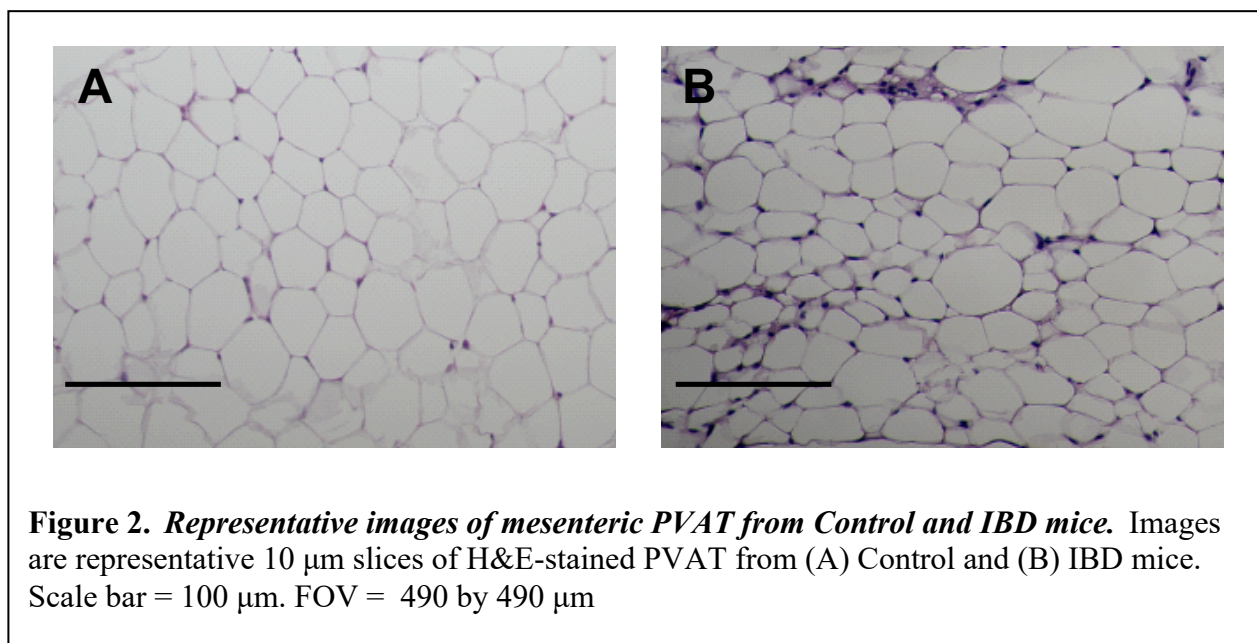 A
B
Figure 2. Representative images of mesenteric PVAT from Control and IBD mice. Images
are representative 10 μm slices of H&E-stained PVAT from (A) Control and (B) IBD mice.
Scale bar = 100 μm. FOV = 490 by 490 μm